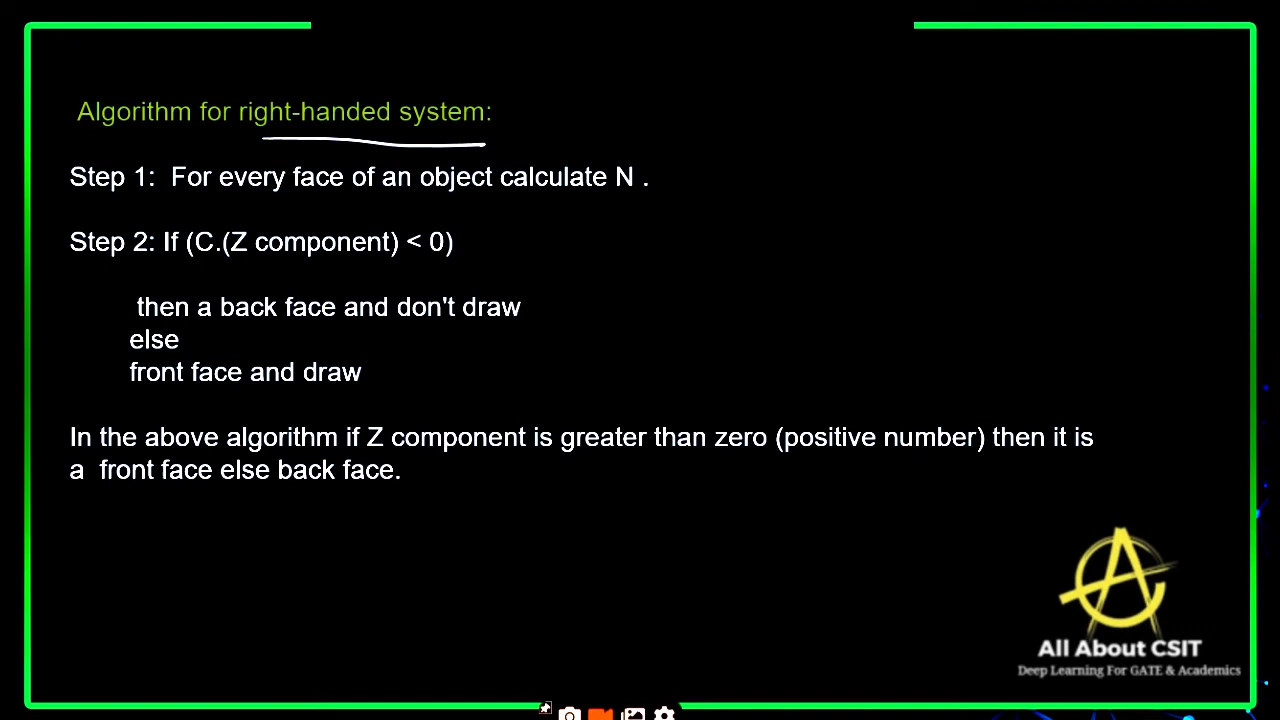 Algorithm for right-handed system:
Step 1:  For every face of an object calculate N .
Step 2: If (C.(Z component) < 0)
then a back face and don't draw
else
front face and draw
In the above algorithm if Z component is greater than zero (positive number) then it is
a  front face else back face.
All About CSIT
Deep Learning For GATE & Academics